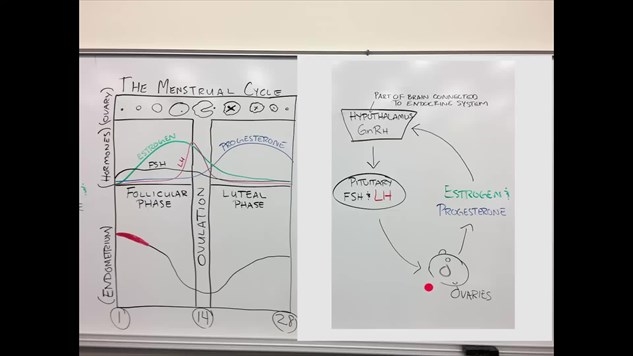 THE MENSTRUAL CYCLE
(OVARY)
(HORMONES)
ESTROGEN
PROGESTERONE
FSH
LH
FOLLICULAR
PHASE
OVULATION
LUTEAL
PHASE
(ENDOMETRIUM)
1
14
28
PART OF BRAIN CONNECTED
TO ENDOCRINE SYSTEM
HYPOTHALAMUS
GnRH
PITUITARY
FSH & LH
ESTROGEN &
PROGESTERONE
OVARIES